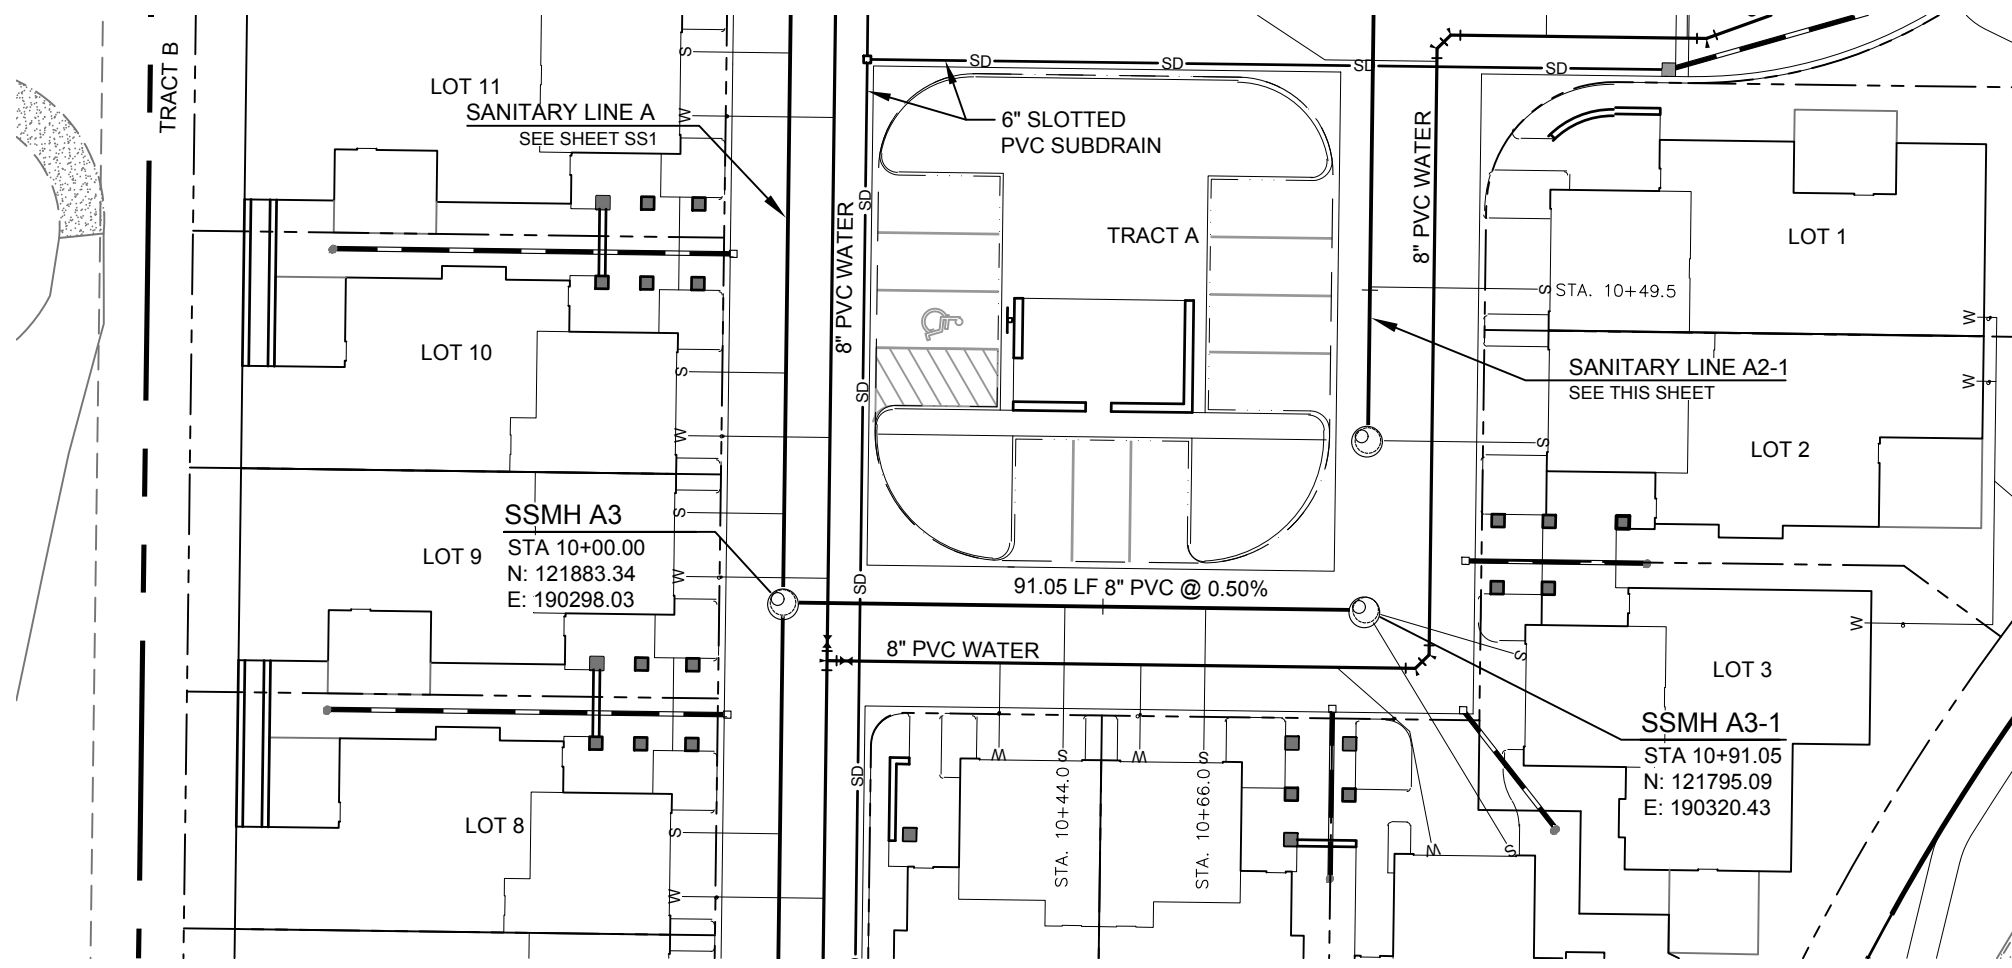 TRACT B
LOT 11
SANITARY LINE A
SEE SHEET SS1
S
W
SD
SD
SD
SD
6" SLOTTED
PVC SUBDRAIN
8" PVC WATER
SD
8" PVC WATER
TRACT A
LOT 1
S
STA. 10+49.5
W
W
LOT 10
S
W
SD
SANITARY LINE A2-1
SEE THIS SHEET
S
LOT 2
SSMH A3
STA 10+00.00
N: 121883.34
E: 190298.03
LOT 9
S
W
SD
91.05 LF 8" PVC @ 0.50%
8" PVC WATER
W
S
LOT 3
SSMH A3-1
STA 10+91.05
N: 121795.09
E: 190320.43
W
S
W
S
STA. 10+44.0
STA. 10+66.0
SD
LOT 8
S
W
W
S